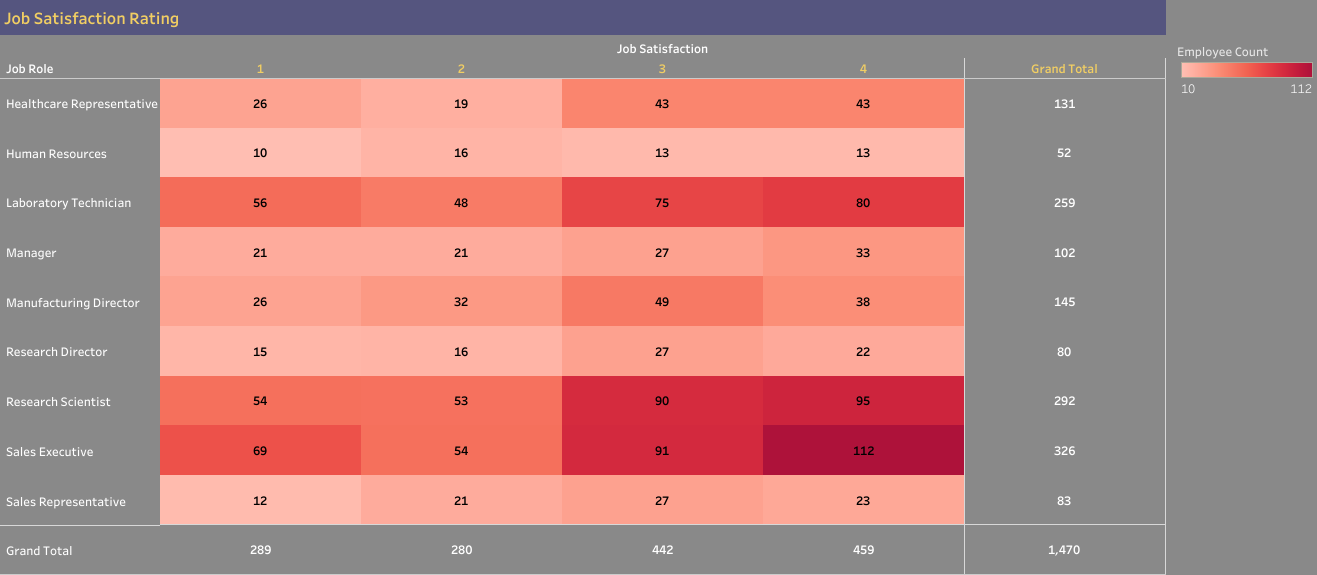 Job Satisfaction Rating
Job Satisfaction
Employee Count
Job Role 1 2 3 4 Grand Total
10 112
Healthcare Representative 26 19 43 43 131
Human Resources 10 16 13 13 52
Laboratory Technician 56 48 75 80 259
Manager 21 21 27 33 102
Manufacturing Director 26 32 49 38 145
Research Director 15 16 27 22 80
Research Scientist 54 53 90 95 292
Sales Executive 69 54 91 112 326
Sales Representative 12 21 27 23 83
Grand Total 289 280 442 459 1,470